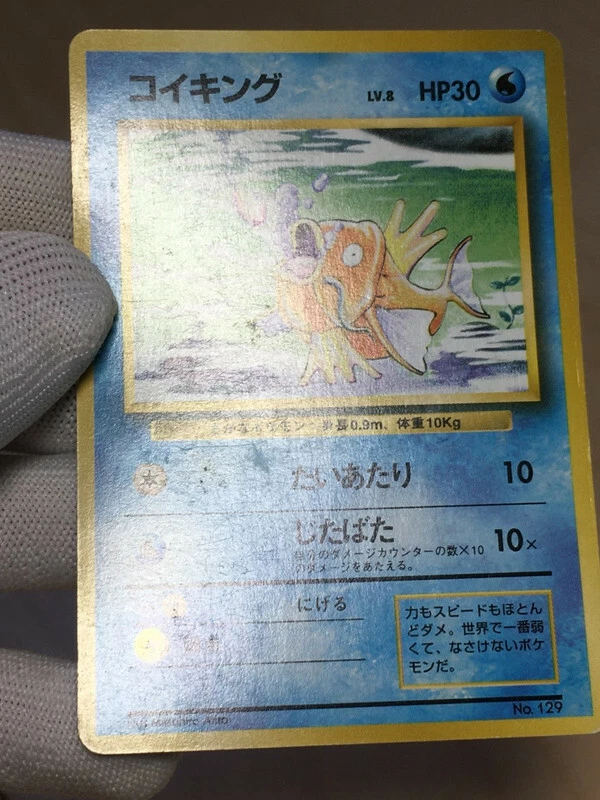 コイキング LV.8 HP30
身長0.9m、体重10Kg
たいあたり 10
じたばた 10×
自分のダメージカウンターの数×10
のダメージをあたえる。
にげる
力もスピードもほとん
どダメ。世界で一番弱
くて、なさけないポケ
モンだ。
No. 129